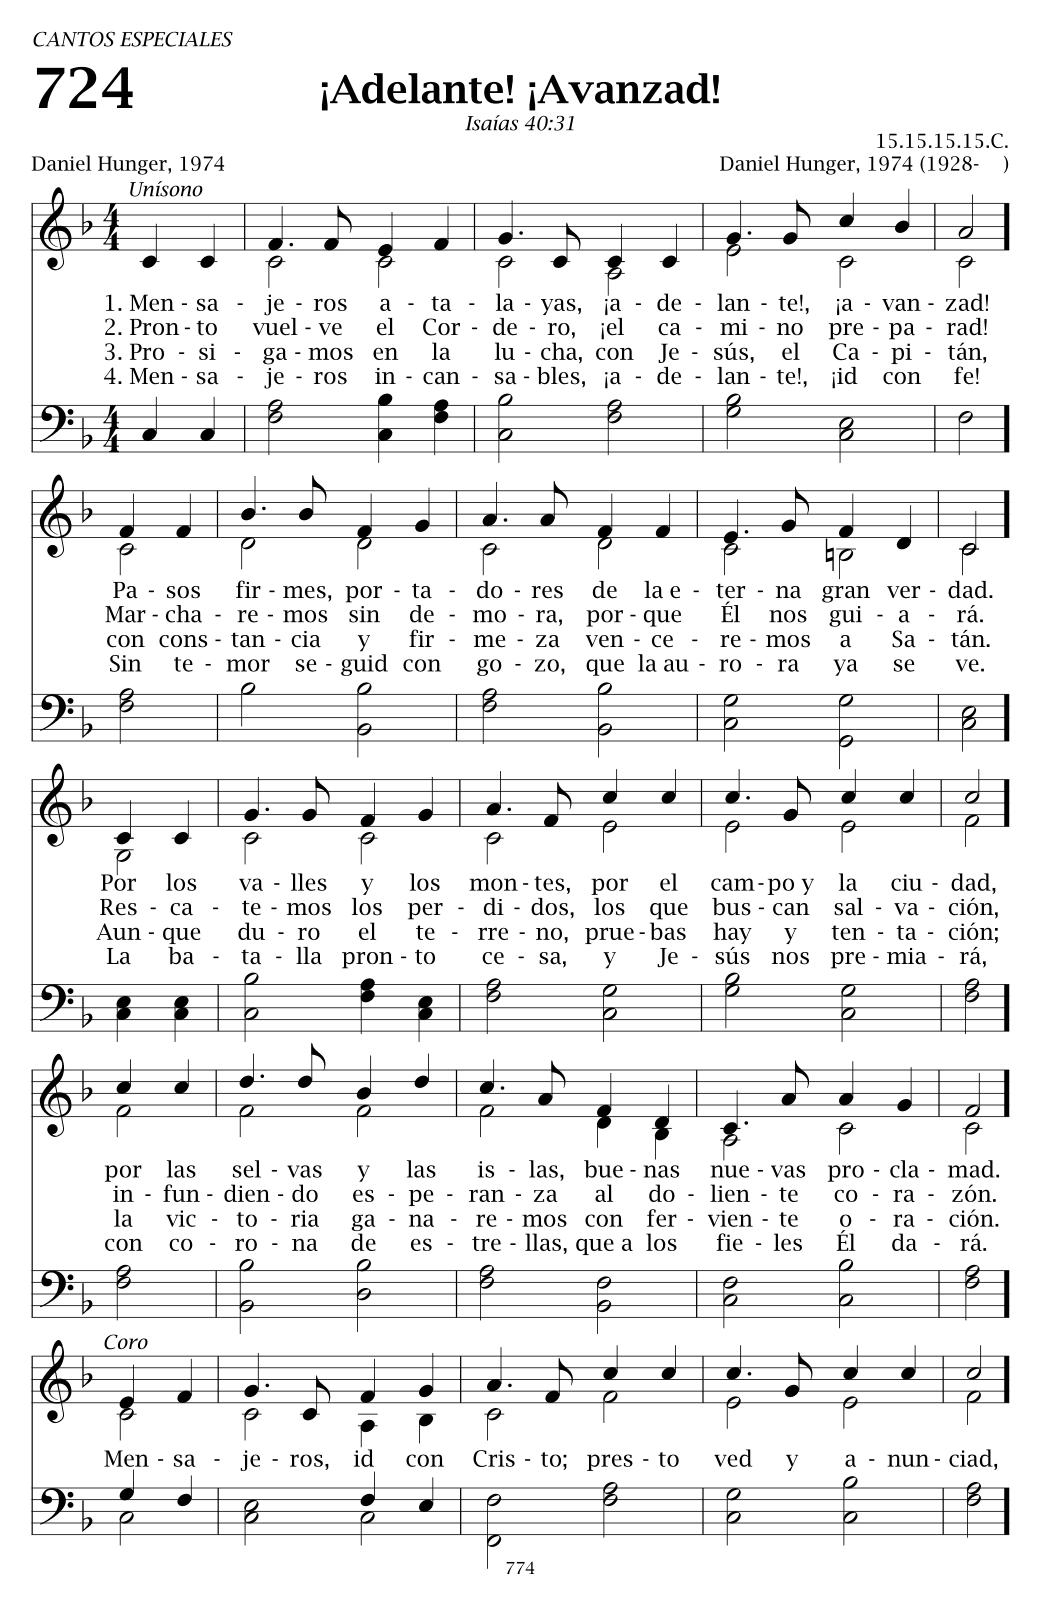 CANTOS ESPECIALES
724
¡Adelante! ¡Avanzad!
Isaías 40:31
15.15.15.15.C.
Daniel Hunger, 1974
Daniel Hunger, 1974 (1928- )
Unísono
1. Men - sa - je - ros a - ta - la - yas, ¡a - de - lan - te!, ¡a - van - zad!
2. Pron - to vuel - ve el Cor - de - ro, ¡el ca - mi - no pre - pa - rad!
3. Pro - si - ga - mos en la lu - cha, con Je - sús, el Ca - pi - tán,
4. Men - sa - je - ros in - can - sa - bles, ¡a - de - lan - te!, ¡id con fe!
Pa - sos fir - mes, por - ta - do - res de la e - ter - na gran ver - dad.
Mar - cha - re - mos sin de - mo - ra, por - que Él nos gui - a - rá.
con cons - tan - cia y fir - me - za ven - ce - re - mos a Sa - tán.
Sin te - mor se - guid con go - zo, que la au - ro - ra ya se ve.
Por los va - lles y los mon - tes, por el cam - po y la ciu - dad,
Res - ca - te - mos los per - di - dos, los que bus - can sal - va - ción,
Aun - que du - ro el te - rre - no, prue - bas hay y ten - ta - ción;
La ba - ta - lla pron - to ce - sa, y Je - sús nos pre - mia - rá,
por las sel - vas y las is - las, bue - nas nue - vas pro - cla - mad.
in - fun - dien - do es - pe - ran - za al do - lien - te co - ra - zón.
la vic - to - ria ga - na - re - mos con fer - vien - te o - ra - ción.
con co - ro - na de es - tre - llas, que a los fie - les Él da - rá.
Coro
Men - sa - je - ros, id con Cris - to; pres - to ved y a - nun - ciad,
774